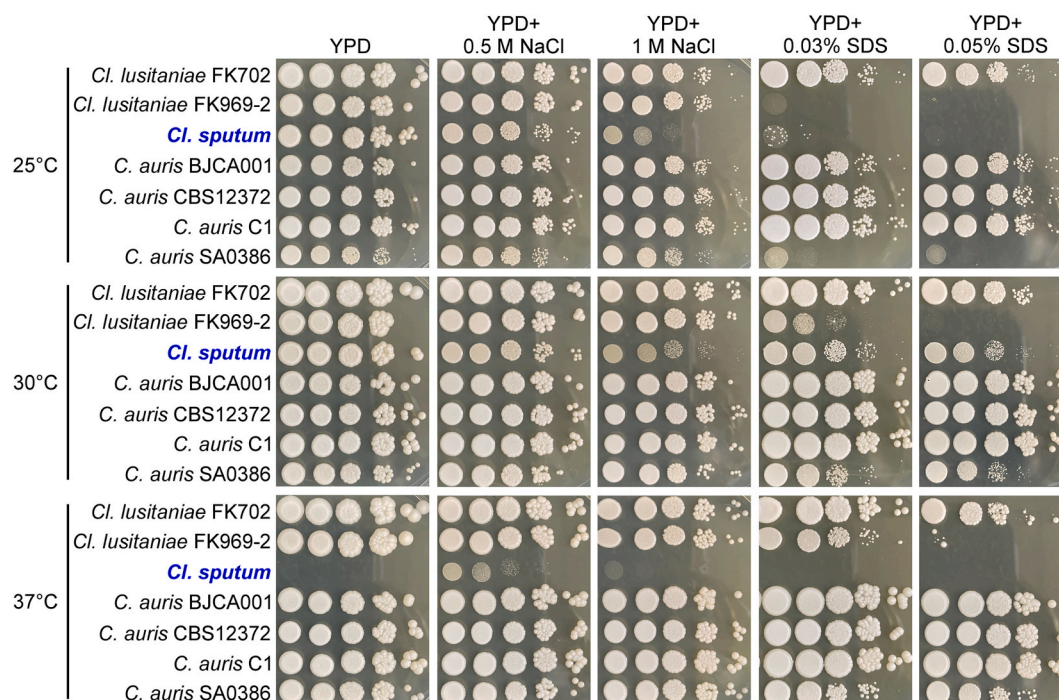 YPD
YPD+
0.5 M NaCl
YPD+
1 M NaCl
YPD+
0.03% SDS
YPD+
0.05% SDS
25°C
Cl. lusitaniae FK702
Cl. lusitaniae FK969-2
Cl. sputum
C. auris BJCA001
C. auris CBS12372
C. auris C1
C. auris SA0386
30°C
Cl. lusitaniae FK702
Cl. lusitaniae FK969-2
Cl. sputum
C. auris BJCA001
C. auris CBS12372
C. auris C1
C. auris SA0386
37°C
Cl. lusitaniae FK702
Cl. lusitaniae FK969-2
Cl. sputum
C. auris BJCA001
C. auris CBS12372
C. auris C1
C. auris SA0386